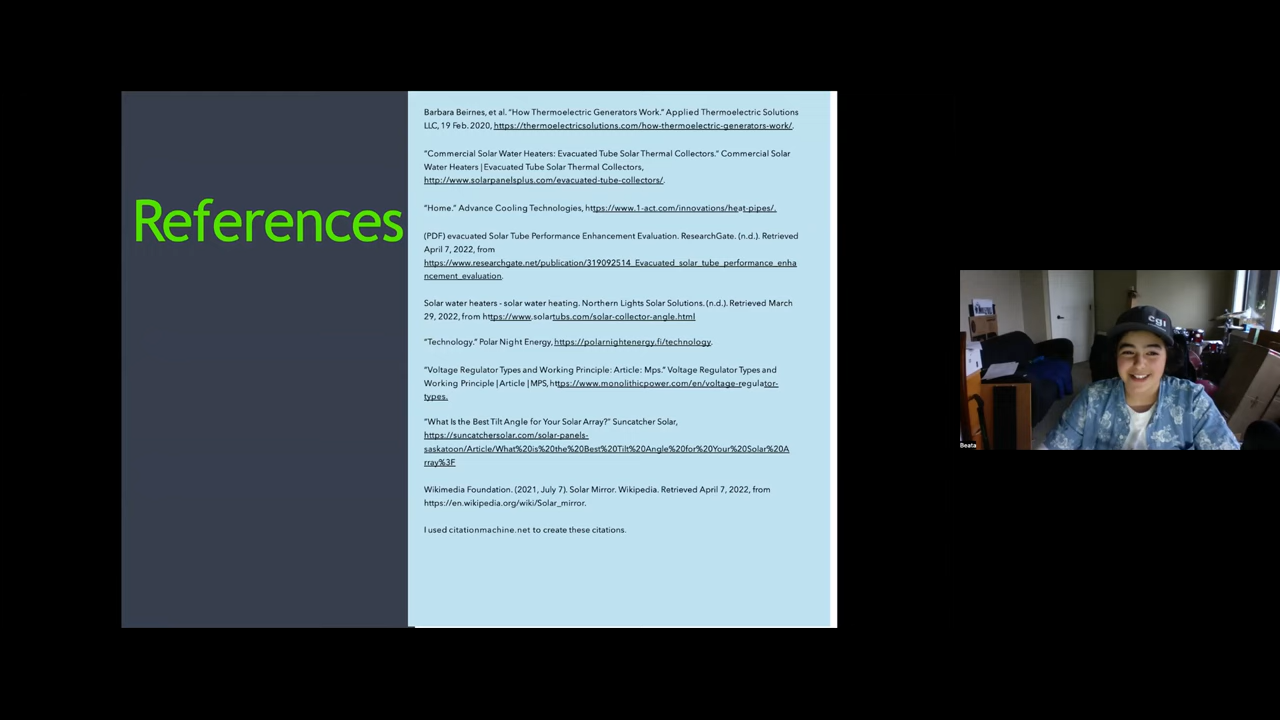 References
Barbara Beirnes, et al. "How Thermoelectric Generators Work." Applied Thermoelectric Solutions
LLC, 19 Feb. 2020, https://thermoelectricsolutions.com/how-thermoelectric-generators-work/.
"Commercial Solar Water Heaters: Evacuated Tube Solar Thermal Collectors." Commercial Solar
Water Heaters | Evacuated Tube Solar Thermal Collectors,
http://www.solarpanelsplus.com/evacuated-tube-collectors/.
"Home." Advance Cooling Technologies, https://www.1-act.com/innovations/heat-pipes/.
(PDF) evacuated Solar Tube Performance Enhancement Evaluation. ResearchGate. (n.d.). Retrieved
April 7, 2022, from
https://www.researchgate.net/publication/319092514_Evacuated_solar_tube_performance_enha
ncement_evaluation.
Solar water heaters - solar water heating. Northern Lights Solar Solutions. (n.d.). Retrieved March
29, 2022, from https://www.solartubs.com/solar-collector-angle.html
"Technology." Polar Night Energy, https://polarnightenergy.fi/technology.
"Voltage Regulator Types and Working Principle: Article: Mps." Voltage Regulator Types and
Working Principle | Article | MPS, https://www.monolithicpower.com/en/voltage-regulator-
types.
"What Is the Best Tilt Angle for Your Solar Array?" Suncatcher Solar,
https://suncatchersolar.com/solar-panels-
saskatoon/Article/What%20is%20the%20Best%20Tilt%20Angle%20for%20Your%20Solar%20A
rray%3F
Wikimedia Foundation. (2021, July 7). Solar Mirror. Wikipedia. Retrieved April 7, 2022, from
https://en.wikipedia.org/wiki/Solar_mirror.
I used citationmachine.net to create these citations.
cgi
Beata